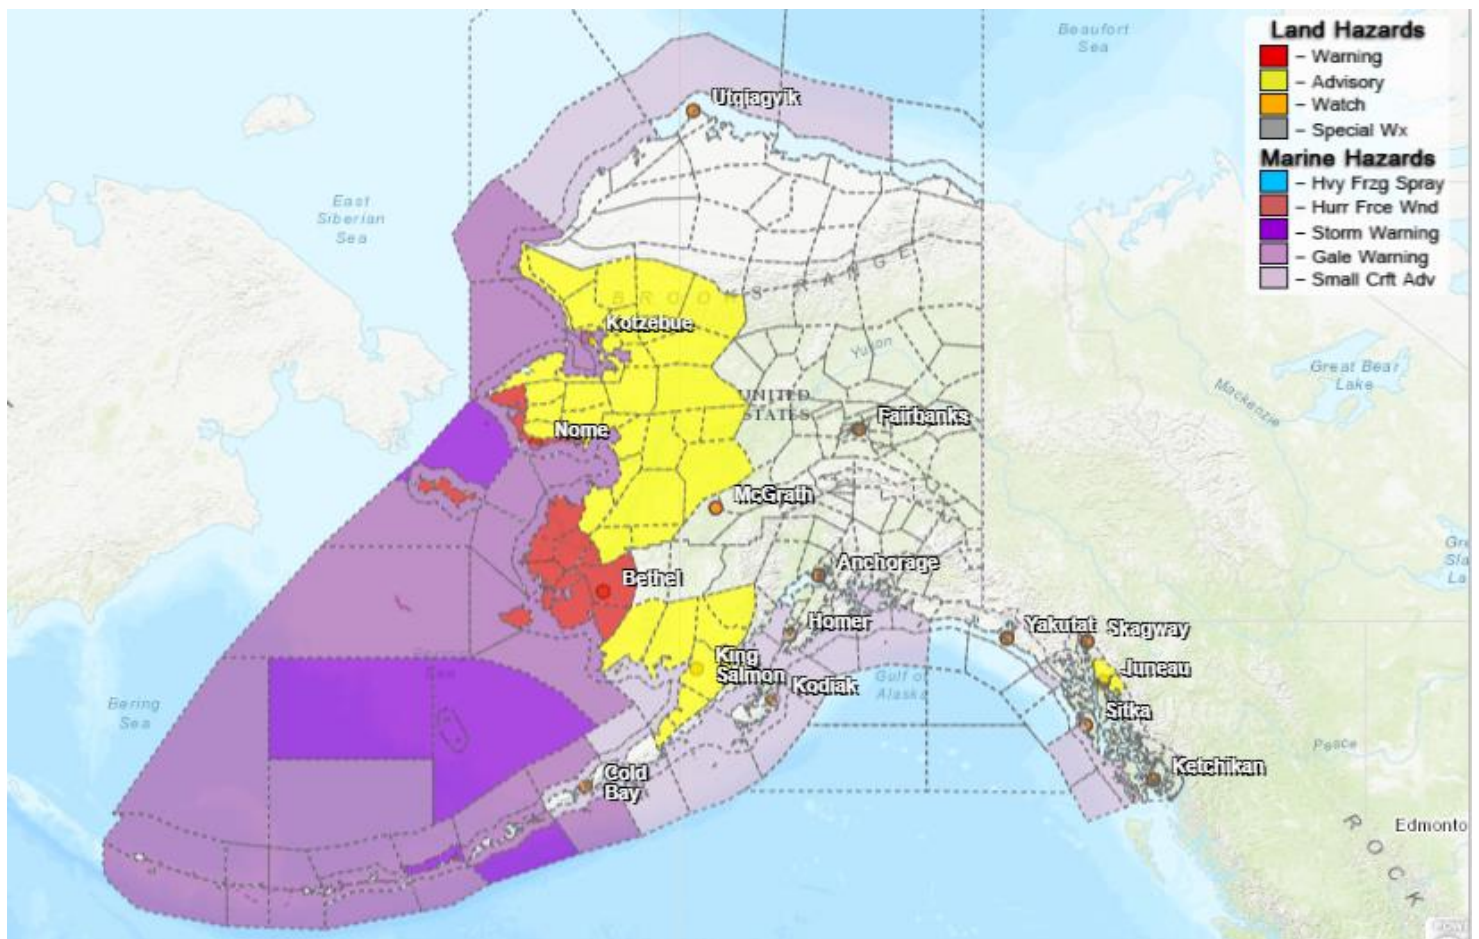 Beaufort
Sea
Land Hazards
– Warning
– Advisory
– Watch
– Special Wx
Marine Hazards
– Hvy Frzg Spray
– Hurr Frce Wnd
– Storm Warning
– Gale Warning
– Small Crft Adv
Utqiagvik
East
Siberian
Sea
BROOKS RANGE
Kotzebue
Yukon
Great Bear
Lake
Mackenzie
UNITED
STATES
Fairbanks
Nome
McGrath
Anchorage
Bethel
Homer
Yakutat
Skagway
Juneau
King
Salmon
Kodiak
Gulf of
Alaska
Sitka
Bering
Sea
Peace
Ketchikan
Cold
Bay
Edmonto
ROCK